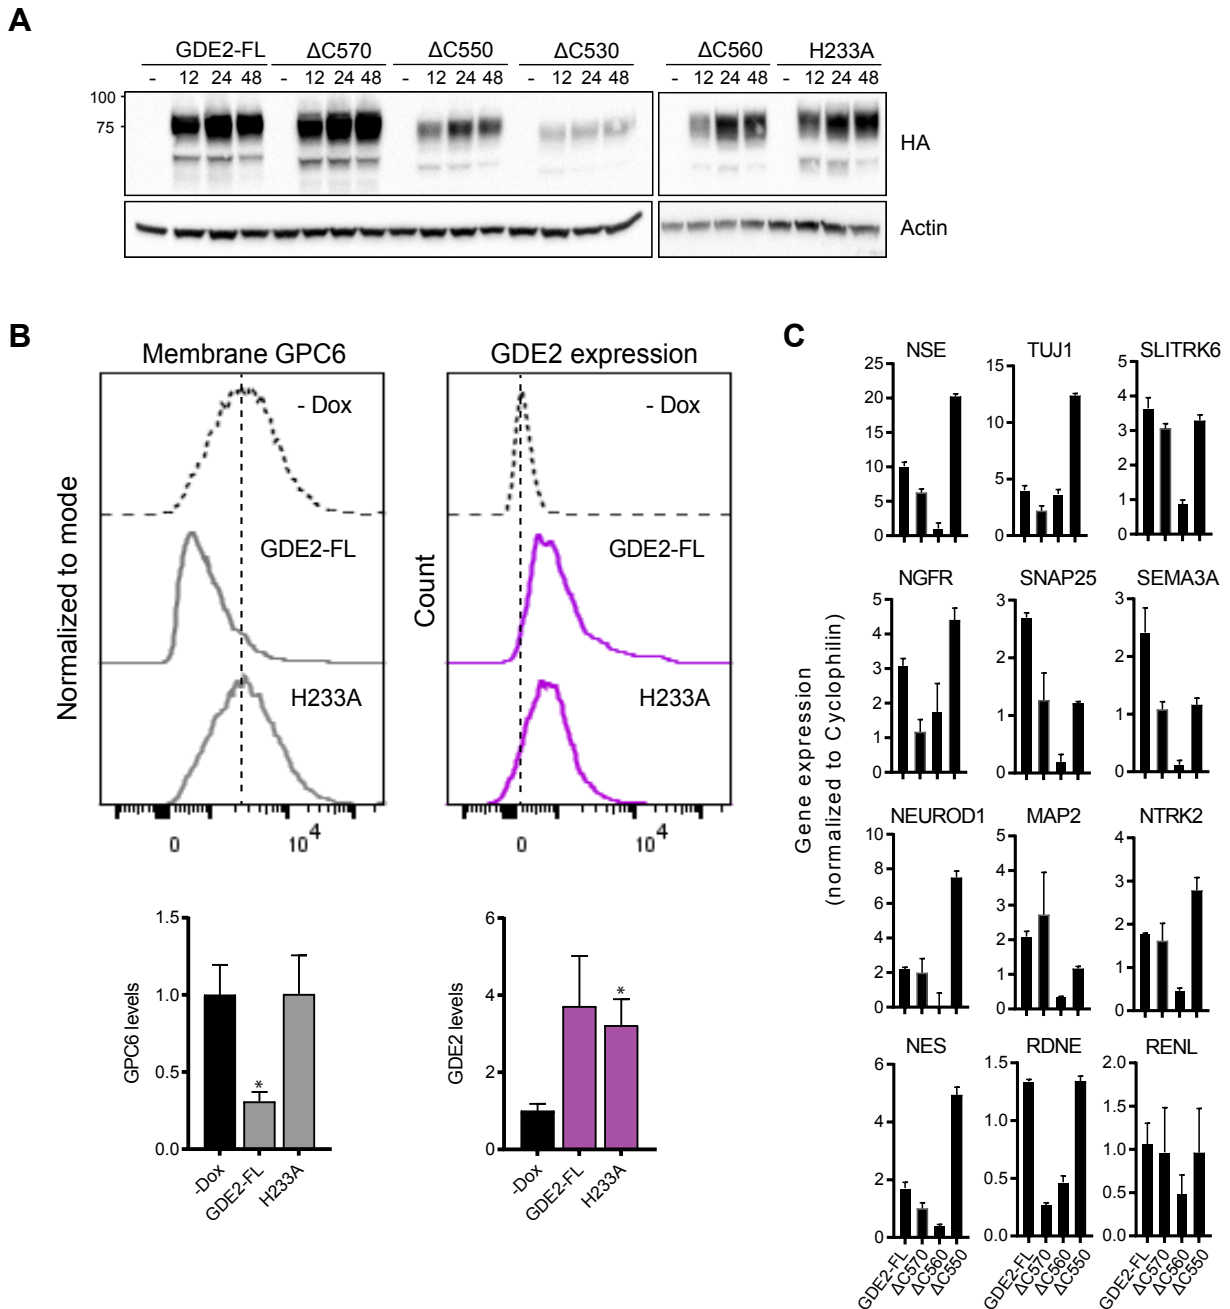 A
GDE2-FL ΔC570 ΔC550 ΔC530 ΔC560 H233A
- 12 24 48 - 12 24 48 - 12 24 48 - 12 24 48 - 12 24 48 - 12 24 48
100
75
HA
Actin
B
Membrane GPC6
GDE2 expression
Normalized to mode
- Dox
GDE2-FL
H233A
0 10^4
Count
- Dox
GDE2-FL
H233A
0 10^4
GPC6 levels
1.5
1.0
0.5
0.0
*
-Dox GDE2-FL H233A
GDE2 levels
6
4
2
0
*
-Dox GDE2-FL H233A
C
Gene expression
(normalized to Cyclophilin)
NSE
25
20
15
10
5
0
TUJ1
15
10
5
0
SLITRK6
5
4
3
2
1
0
NGFR
5
4
3
2
1
0
SNAP25
3
2
1
0
SEMA3A
3
2
1
0
NEUROD1
10
8
6
4
2
0
MAP2
5
4
3
2
1
0
NTRK2
4
3
2
1
0
NES
6
4
2
0
RDNE
1.5
1.0
0.5
0.0
RENL
2.0
1.5
1.0
0.5
0.0
GDE2-FL ΔC570 ΔC560 ΔC550
GDE2-FL ΔC570 ΔC560 ΔC550
GDE2-FL ΔC570 ΔC560 ΔC550